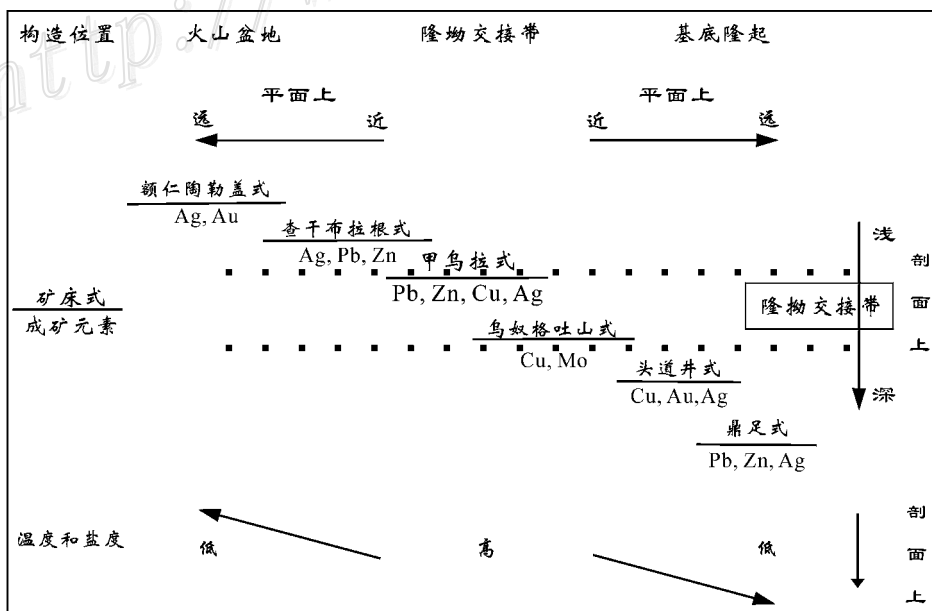 http://w
构造位置 火山盆地 隆坳交接带 基底隆起
平面上 平面上
远 近 近 远
额仁陶勒盖式
Ag, Au
查干布拉根式
Ag, Pb, Zn
甲乌拉式
Pb, Zn, Cu, Ag
浅
剖
面
上
矿床式
成矿元素
隆拗交接带
乌奴格吐山式
Cu, Mo
头道井式
Cu, Au,Ag
深
鼎足式
Pb, Zn, Ag
温度和盐度 低 高 低
剖
面
上